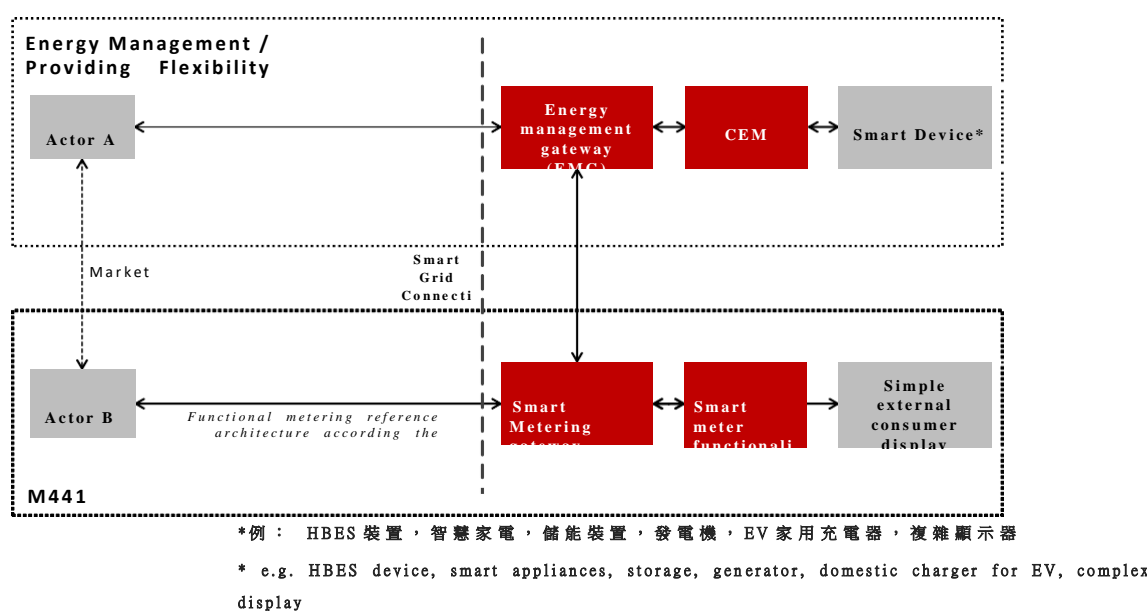 Energy Management /
Providing Flexibility
Actor A
Energy
management
gateway
(EMG)
CEM
Smart Device*
Market
Smart
Grid
Connecti
Actor B
Functional metering reference
architecture according the
Smart
Metering
gateway
Smart
meter
functionali
Simple
external
consumer
display
M441
*例： HBES 裝置，智慧家電，儲能裝置，發電機，EV 家用充電器，複雜顯示器
* e.g. HBES device, smart appliances, storage, generator, domestic charger for EV, complex
display